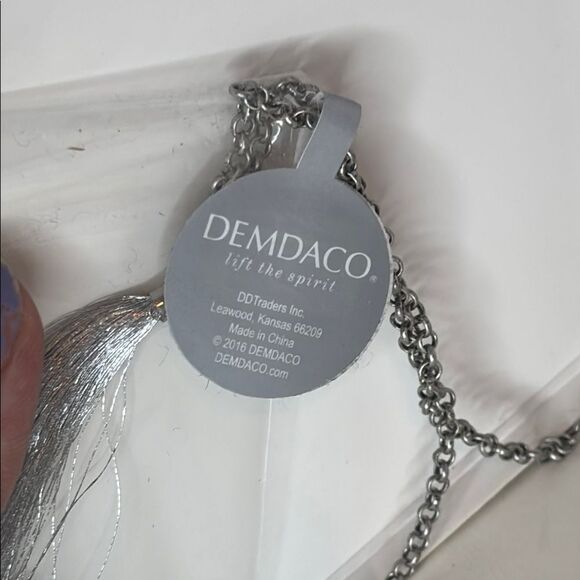 DEMDACO®
lift the spirit
DDTraders Inc.
Leawood, Kansas 66209
Made in China
© 2016 DEMDACO
DEMDACO.com